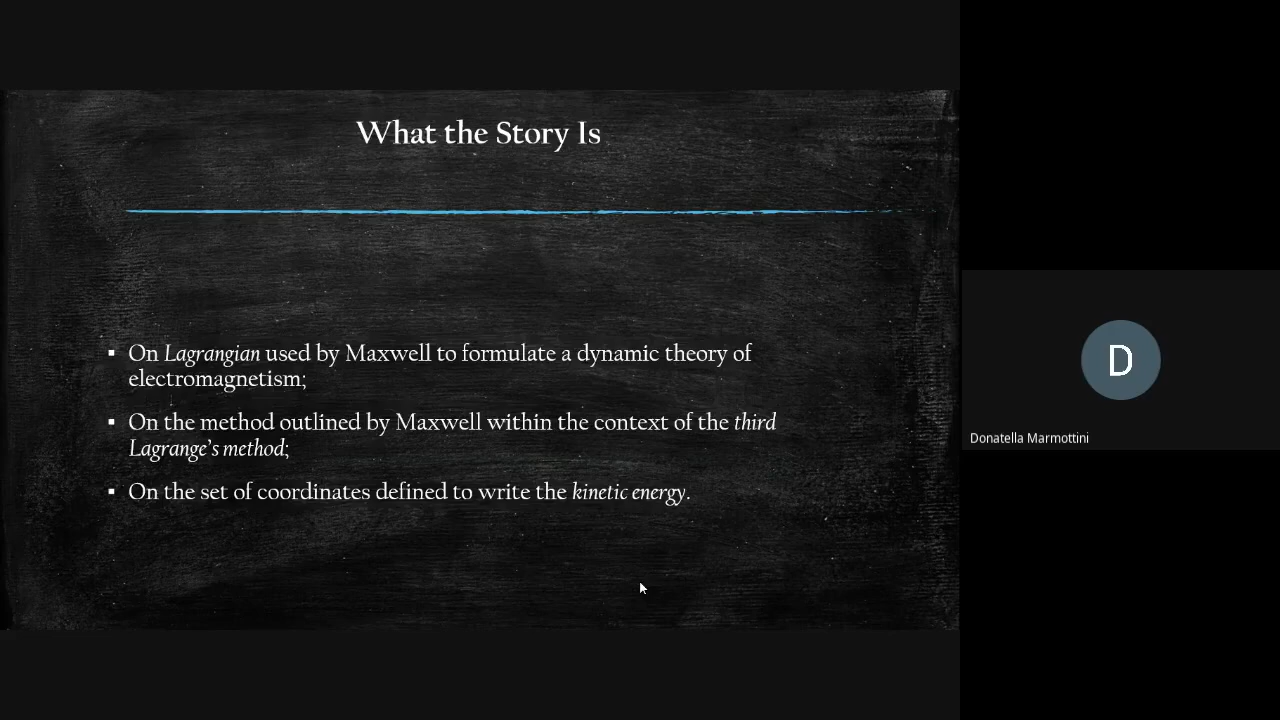 What the Story Is
▪ On Lagrangian used by Maxwell to formulate a dynamic theory of
electromagnetism;
▪ On the method outlined by Maxwell within the context of the third
Lagrange's method;
▪ On the set of coordinates defined to write the kinetic energy.
D
Donatella Marmottini